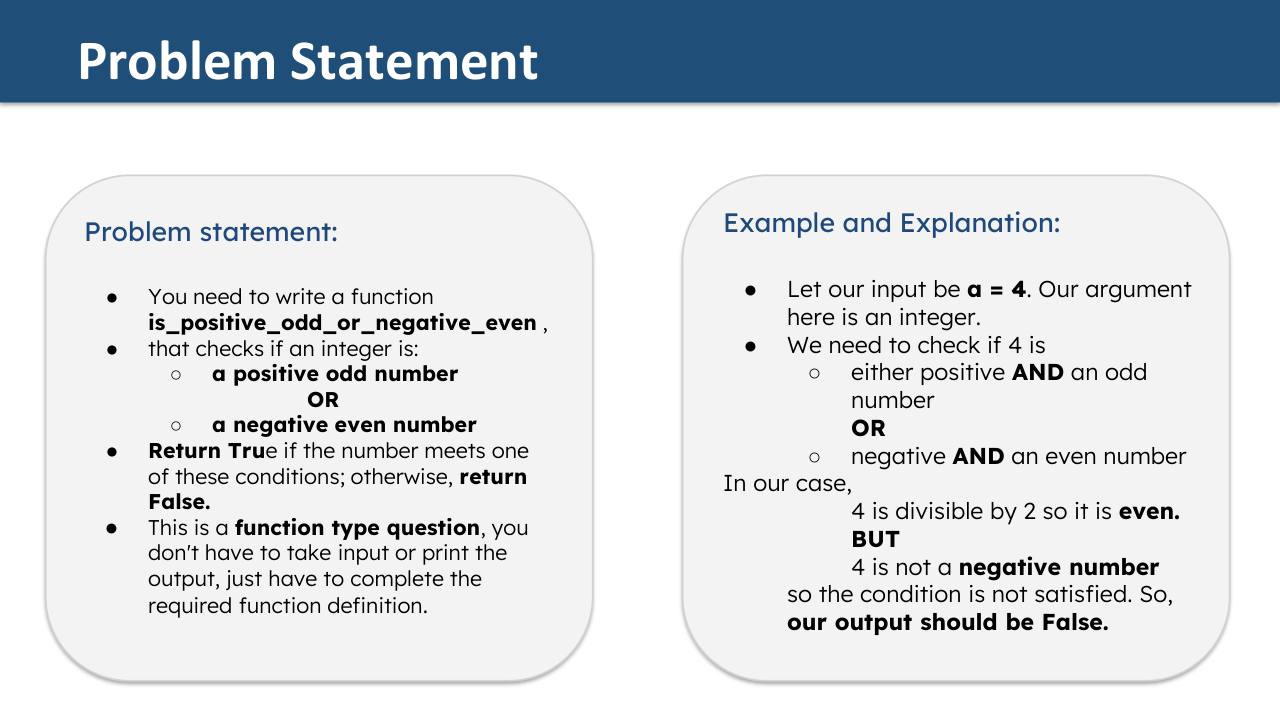 Problem Statement
Problem statement:
● You need to write a function
is_positive_odd_or_negative_even ,
● that checks if an integer is:
○ a positive odd number
OR
○ a negative even number
● Return True if the number meets one
of these conditions; otherwise, return
False.
● This is a function type question, you
don't have to take input or print the
output, just have to complete the
required function definition.
Example and Explanation:
● Let our input be a = 4. Our argument
here is an integer.
● We need to check if 4 is
○ either positive AND an odd
number
OR
○ negative AND an even number
In our case,
4 is divisible by 2 so it is even.
BUT
4 is not a negative number
so the condition is not satisfied. So,
our output should be False.